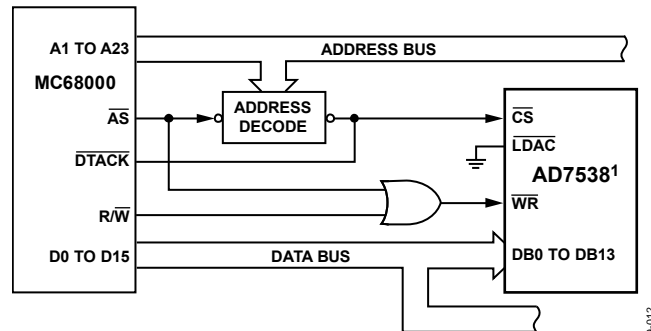 A1 TO A23
ADDRESS BUS
MC68000
AS
ADDRESS
DECODE
CS
LDAC
DTACK
AD7538¹
R/W
WR
D0 TO D15
DATA BUS
DB0 TO DB13